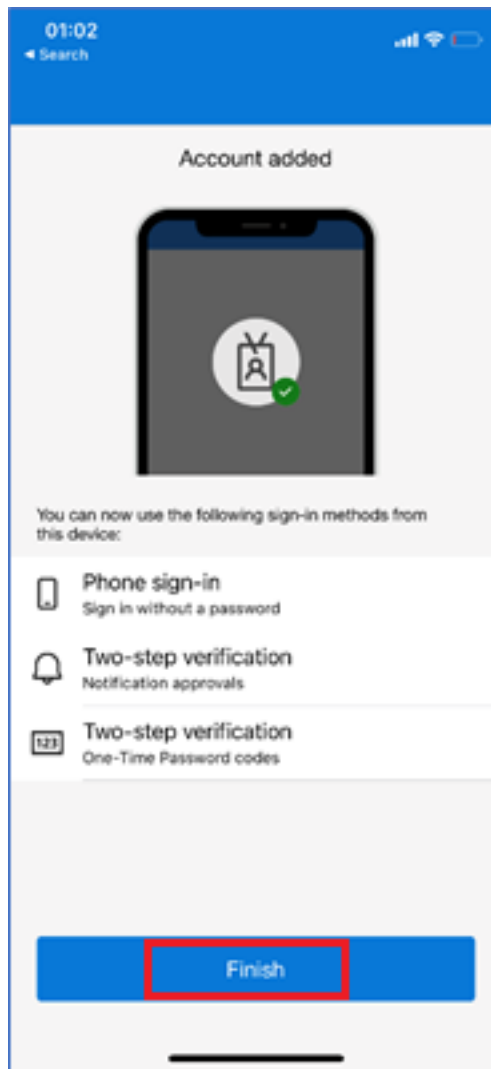 01:02
◀ Search
Account added
You can now use the following sign-in methods from
this device:
Phone sign-in
Sign in without a password
Two-step verification
Notification approvals
123
Two-step verification
One-Time Password codes
Finish